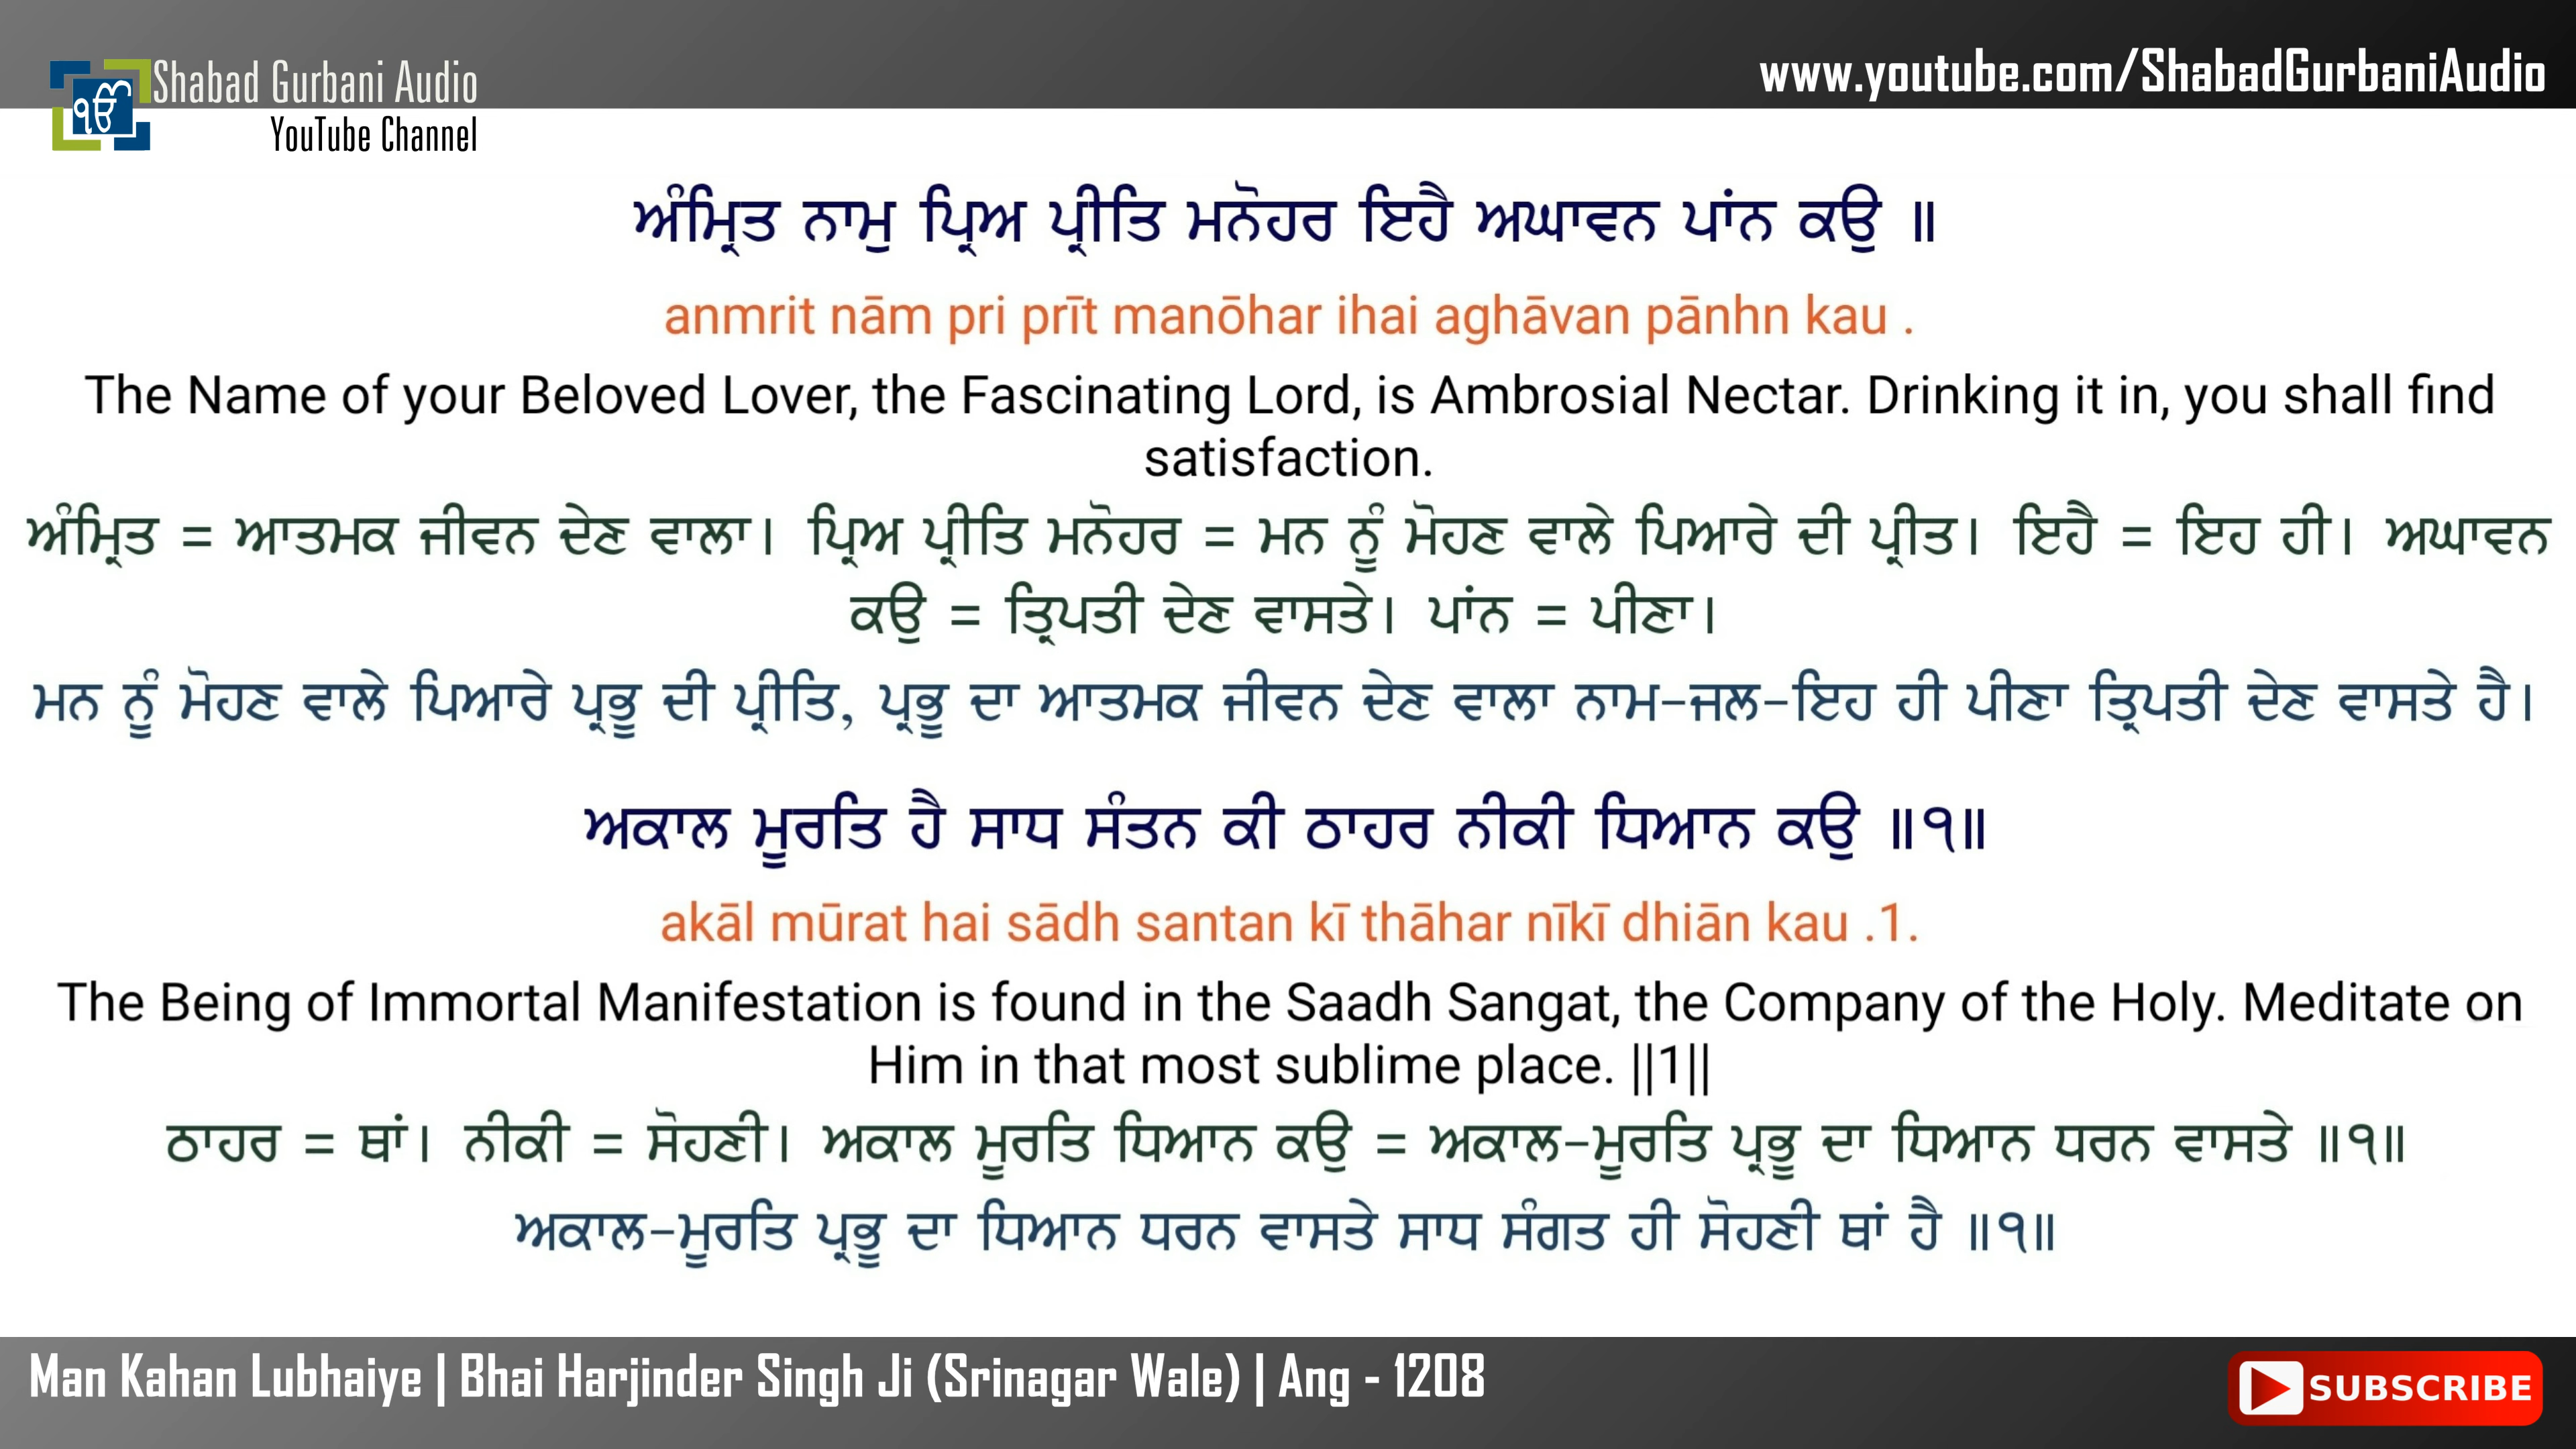 Shabad Gurbani Audio
YouTube Channel
www.youtube.com/ShabadGurbaniAudio
ੴ
ਅੰਮ੍ਰਿਤ ਨਾਮੁ ਪ੍ਰਿਅ ਪ੍ਰੀਤਿ ਮਨੋਹਰ ਇਹੈ ਅਘਾਵਨ ਪਾਂਨ ਕਉ ॥
anmrit nām pri prīt manōhar ihai aghāvan pānhn kau .
The Name of your Beloved Lover, the Fascinating Lord, is Ambrosial Nectar. Drinking it in, you shall find
satisfaction.
ਅੰਮ੍ਰਿਤ = ਆਤਮਕ ਜੀਵਨ ਦੇਣ ਵਾਲਾ। ਪ੍ਰਿਅ ਪ੍ਰੀਤਿ ਮਨੋਹਰ = ਮਨ ਨੂੰ ਮੋਹਣ ਵਾਲੇ ਪਿਆਰੇ ਦੀ ਪ੍ਰੀਤ। ਇਹੈ = ਇਹ ਹੀ। ਅਘਾਵਨ
ਕਉ = ਤ੍ਰਿਪਤੀ ਦੇਣ ਵਾਸਤੇ। ਪਾਂਨ = ਪੀਣਾ।
ਮਨ ਨੂੰ ਮੋਹਣ ਵਾਲੇ ਪਿਆਰੇ ਪ੍ਰਭੂ ਦੀ ਪ੍ਰੀਤਿ, ਪ੍ਰਭੂ ਦਾ ਆਤਮਕ ਜੀਵਨ ਦੇਣ ਵਾਲਾ ਨਾਮ-ਜਲ-ਇਹ ਹੀ ਪੀਣਾ ਤ੍ਰਿਪਤੀ ਦੇਣ ਵਾਸਤੇ ਹੈ।
ਅਕਾਲ ਮੂਰਤਿ ਹੈ ਸਾਧ ਸੰਤਨ ਕੀ ਠਾਹਰ ਨੀਕੀ ਧਿਆਨ ਕਉ ॥੧॥
akāl mūrat hai sādh santan kī thāhar nīkī dhiān kau .1.
The Being of Immortal Manifestation is found in the Saadh Sangat, the Company of the Holy. Meditate on
Him in that most sublime place. ||1||
ਠਾਹਰ = ਥਾਂ। ਨੀਕੀ = ਸੋਹਣੀ। ਅਕਾਲ ਮੂਰਤਿ ਧਿਆਨ ਕਉ = ਅਕਾਲ-ਮੂਰਤਿ ਪ੍ਰਭੂ ਦਾ ਧਿਆਨ ਧਰਨ ਵਾਸਤੇ ॥੧॥
ਅਕਾਲ-ਮੂਰਤਿ ਪ੍ਰਭੂ ਦਾ ਧਿਆਨ ਧਰਨ ਵਾਸਤੇ ਸਾਧ ਸੰਗਤ ਹੀ ਸੋਹਣੀ ਥਾਂ ਹੈ ॥੧॥
Man Kahan Lubhaiye | Bhai Harjinder Singh Ji (Srinagar Wale) | Ang - 1208
SUBSCRIBE